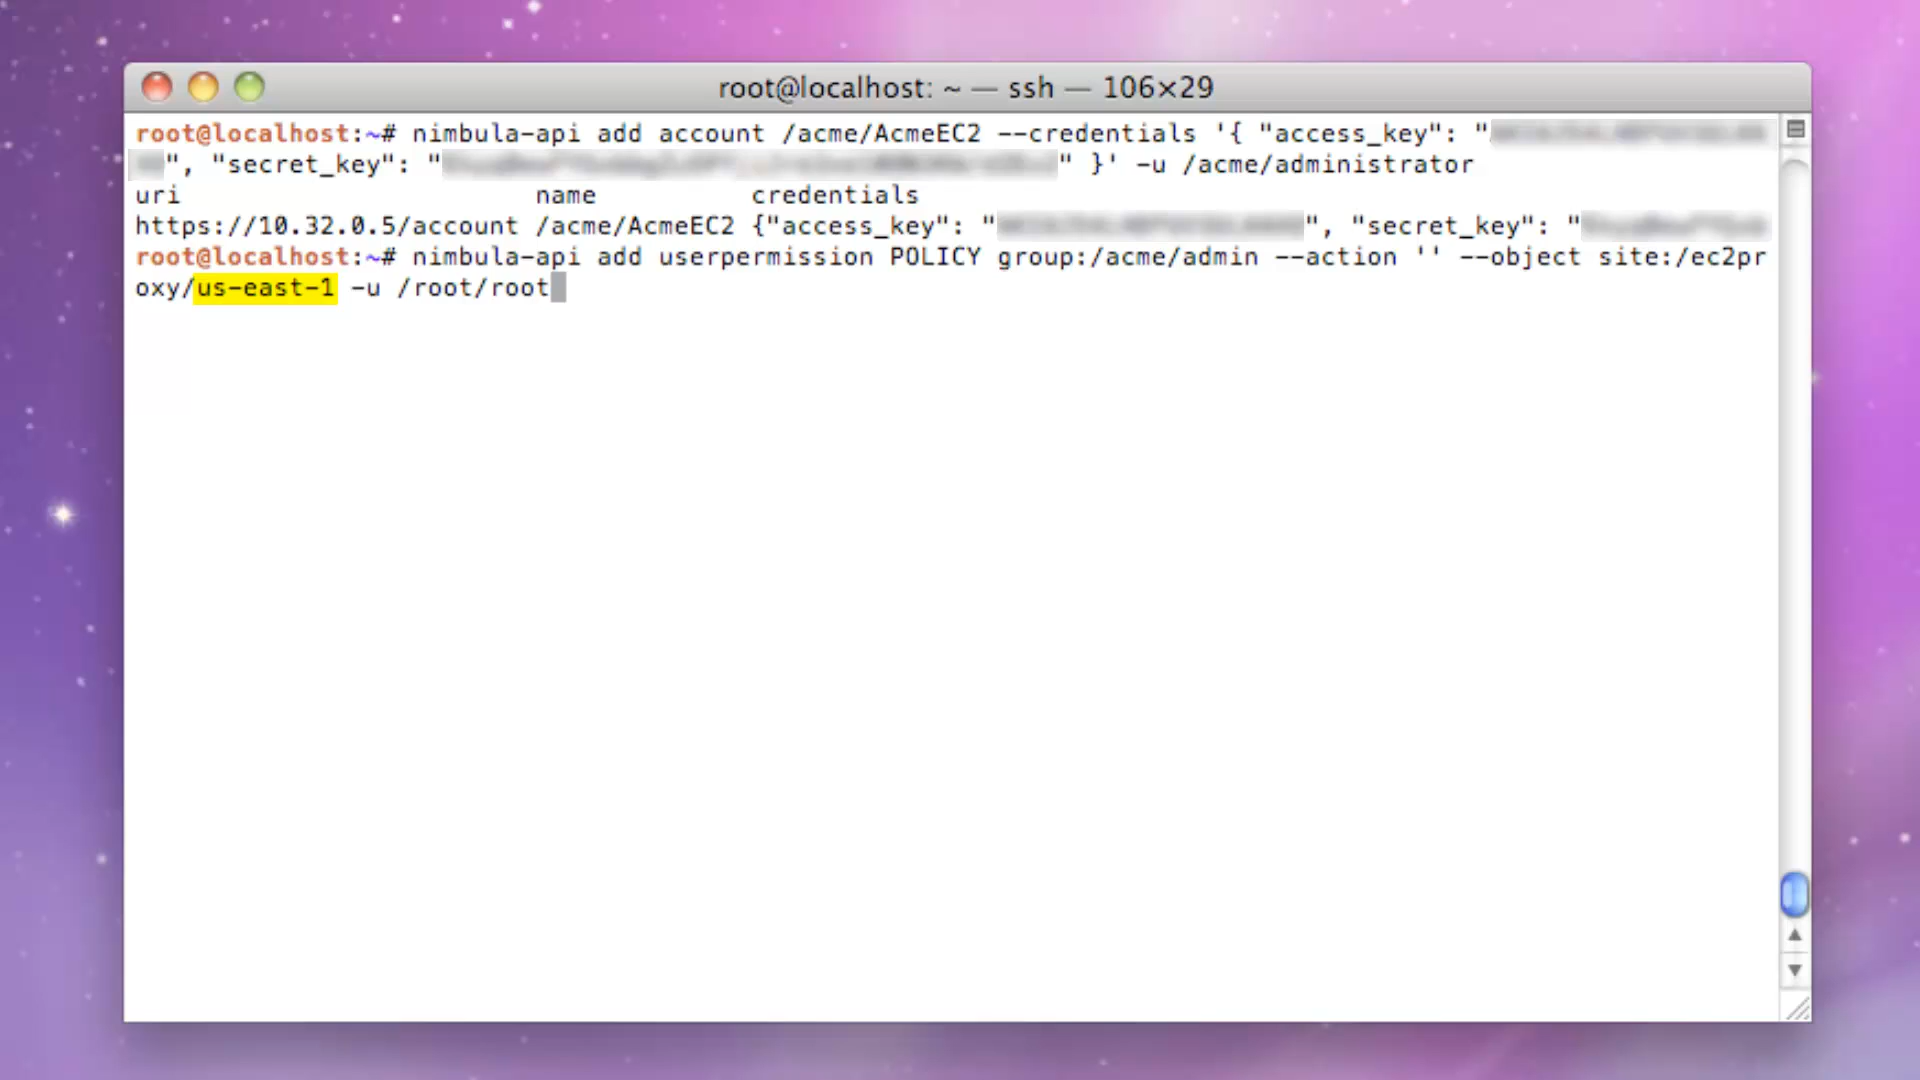 root@localhost: ~ — ssh — 106×29
root@localhost:~# nimbula-api add account /acme/AcmeEC2 --credentials '{ "access_key": "
", "secret_key": "" }' -u /acme/administrator
uri name credentials
https://10.32.0.5/account /acme/AcmeEC2 {"access_key": "", "secret_key": "
root@localhost:~# nimbula-api add userpermission POLICY group:/acme/admin --action '' --object site:/ec2pr
oxy/us-east-1 -u /root/root